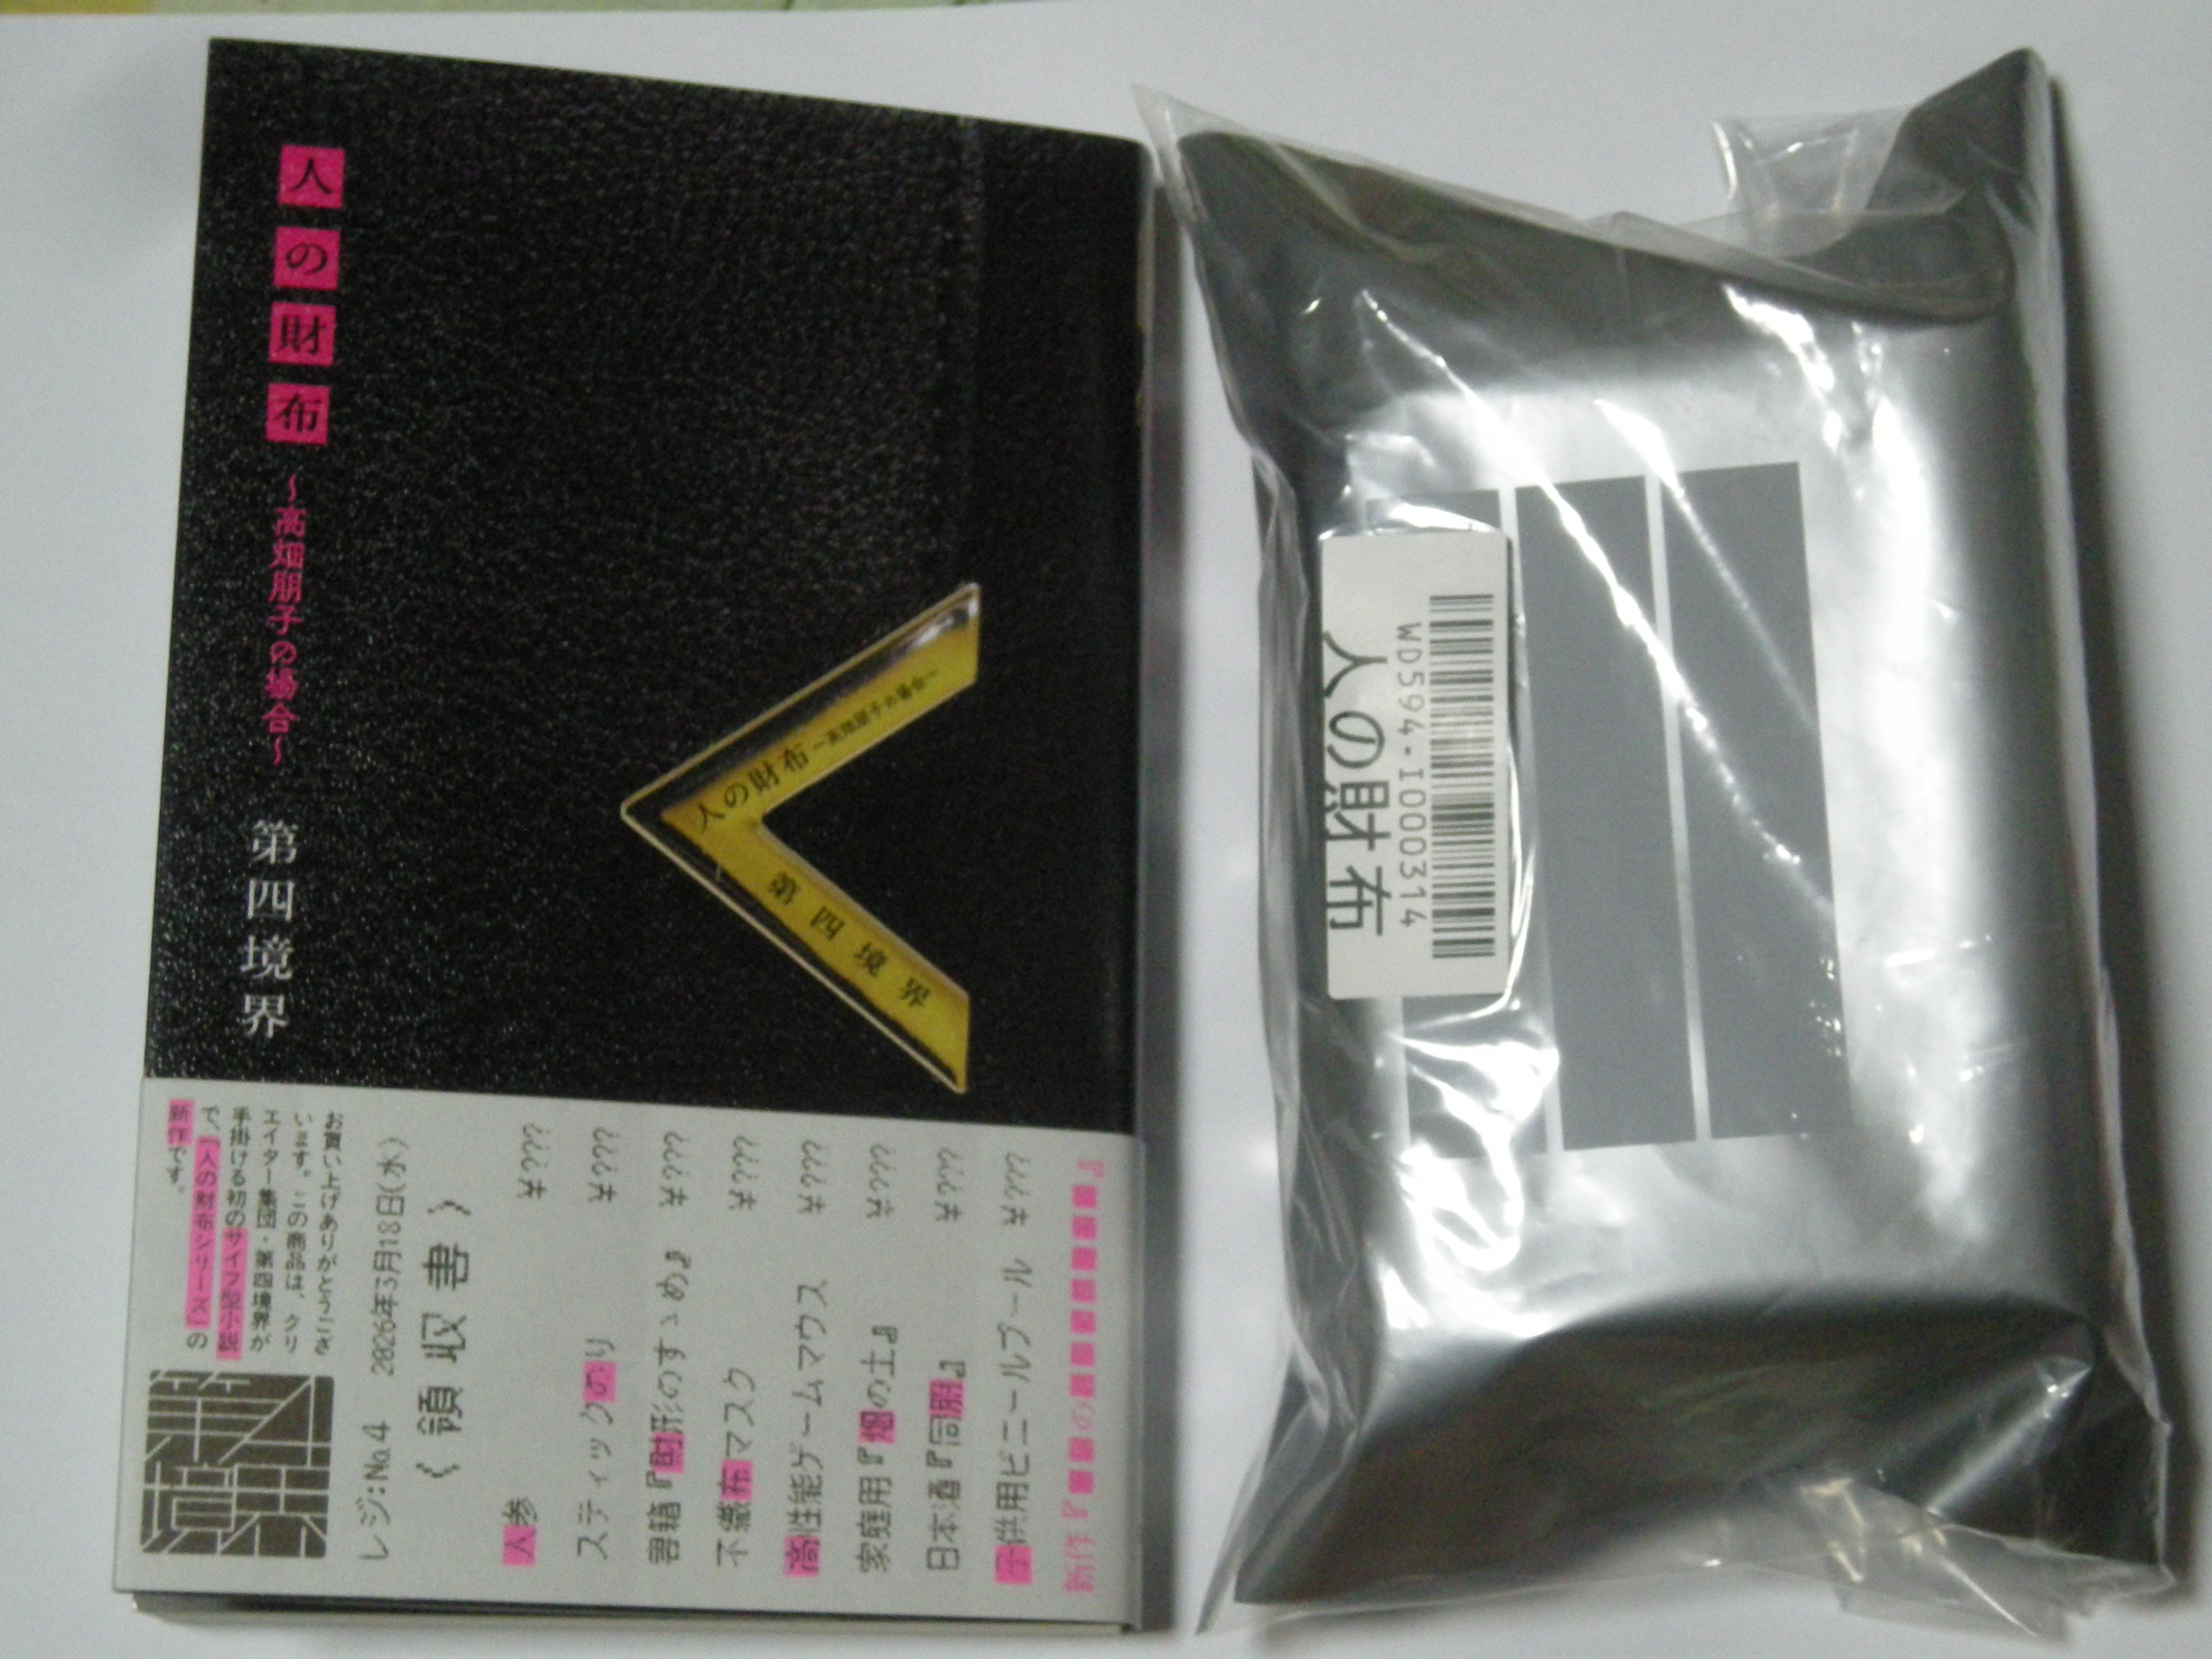 人の財布
～高畑朋子の場合～
第四境界
人の財布
～高畑朋子の場合～
第四境界
お買い上げありがとうござ
います。この商品は、クリ
エイター集団・第四境界が
手掛ける初のサイフ型小説
で、「人の財布シリーズ」の
新作です。
レジ:No.4 2026年3月18日(水)
《領収書》
人参
スティックのり
書籍『財形のすゝめ』
不織布マスク
高性能ゲームマウス
家庭用『畑の土』
日本酒『同朋』
子供用ビニールプール
WD594-I0000314
人の財布